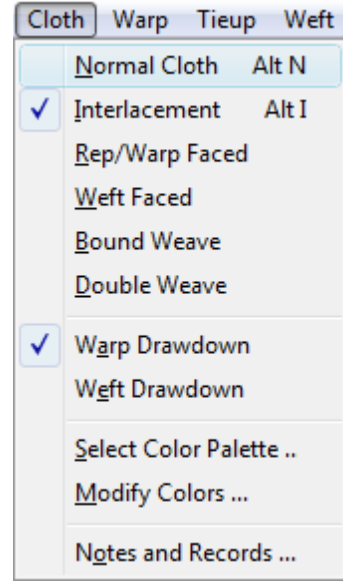 Cloth Warp Tieup Weft
Normal Cloth Alt N
Interlacement Alt I
Rep/Warp Faced
Weft Faced
Bound Weave
Double Weave
Warp Drawdown
Weft Drawdown
Select Color Palette ..
Modify Colors ...
Notes and Records ...